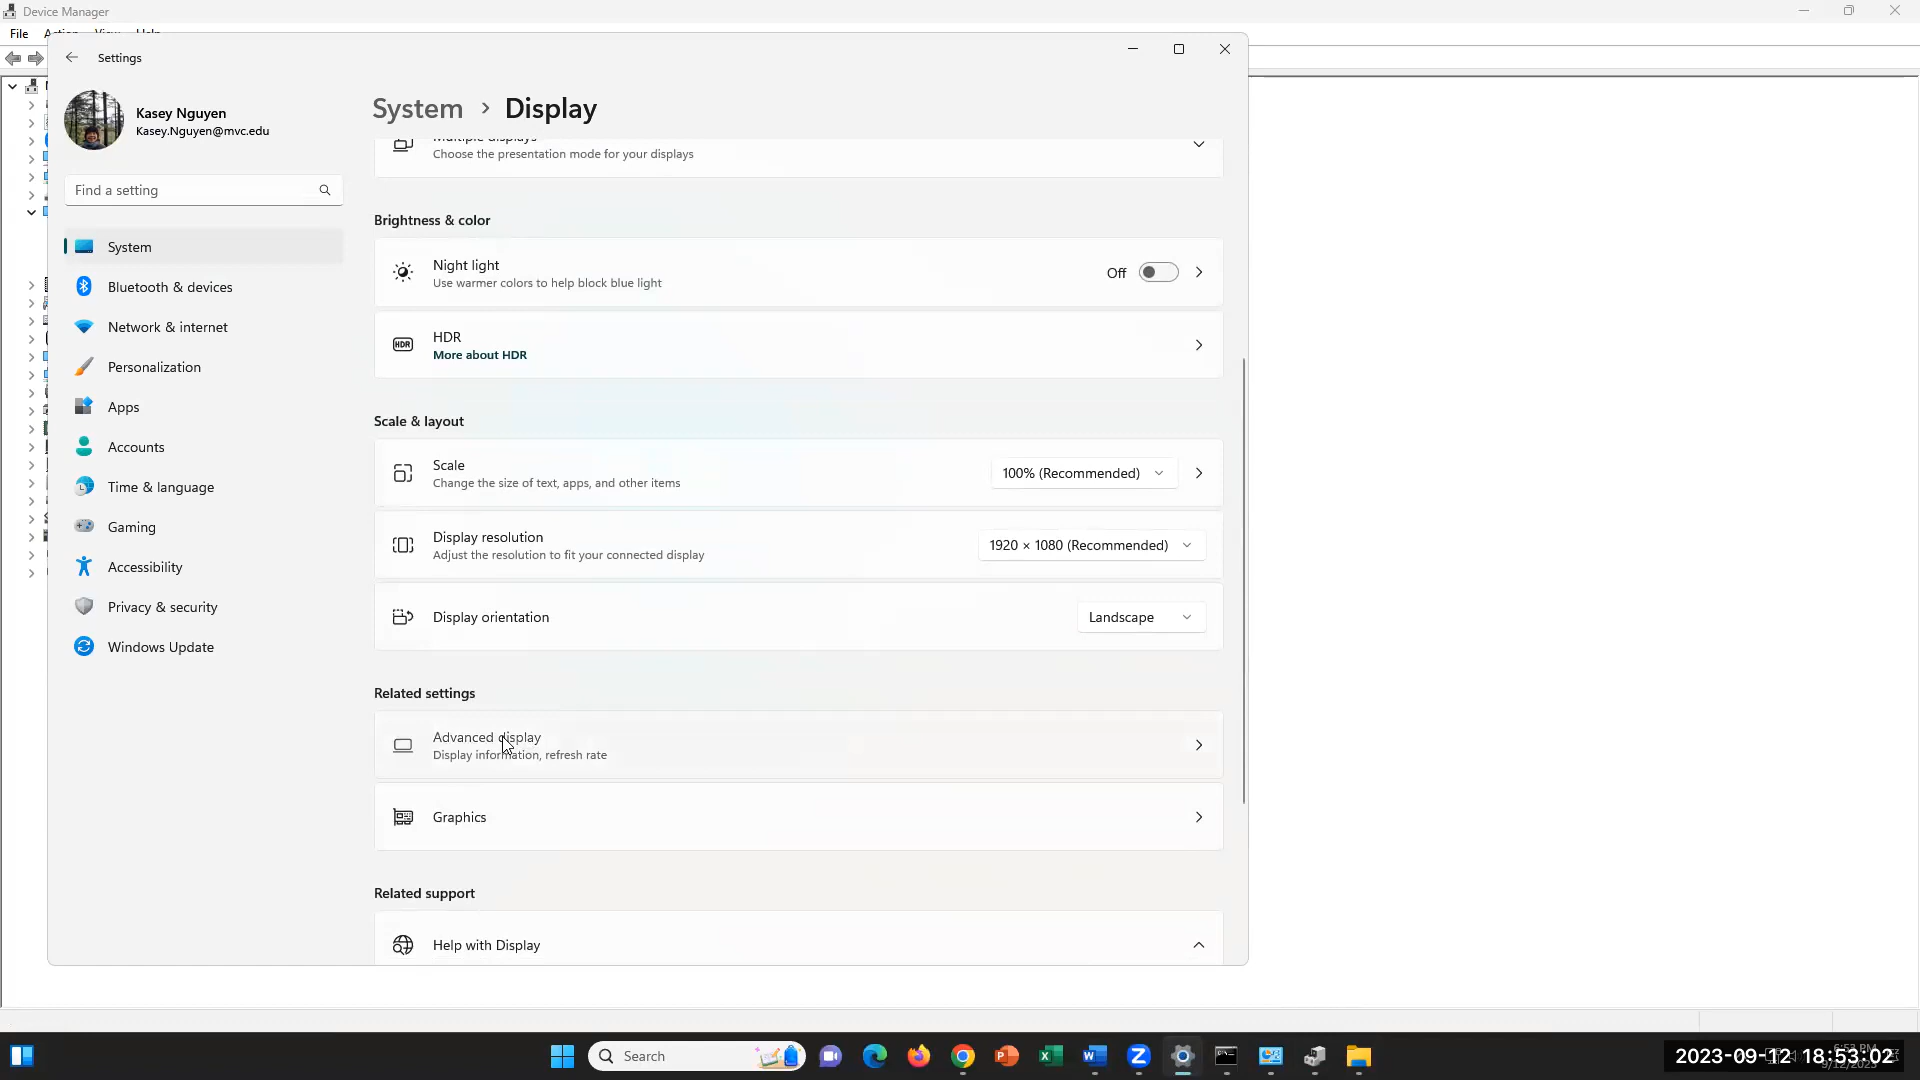 Device Manager
File
Settings
Kasey Nguyen
Kasey.Nguyen@mvc.edu
Find a setting
System
Bluetooth & devices
Network & internet
Personalization
Apps
Accounts
Time & language
Gaming
Accessibility
Privacy & security
Windows Update
System > Display
Multiple displays
Choose the presentation mode for your displays
Brightness & color
Night light
Use warmer colors to help block blue light
Off
HDR
HDR
More about HDR
Scale & layout
Scale
Change the size of text, apps, and other items
100% (Recommended)
Display resolution
Adjust the resolution to fit your connected display
1920 × 1080 (Recommended)
Display orientation
Landscape
Related settings
Advanced display
Display information, refresh rate
Graphics
Related support
Help with Display
Search
2023-09-12 18:53:02